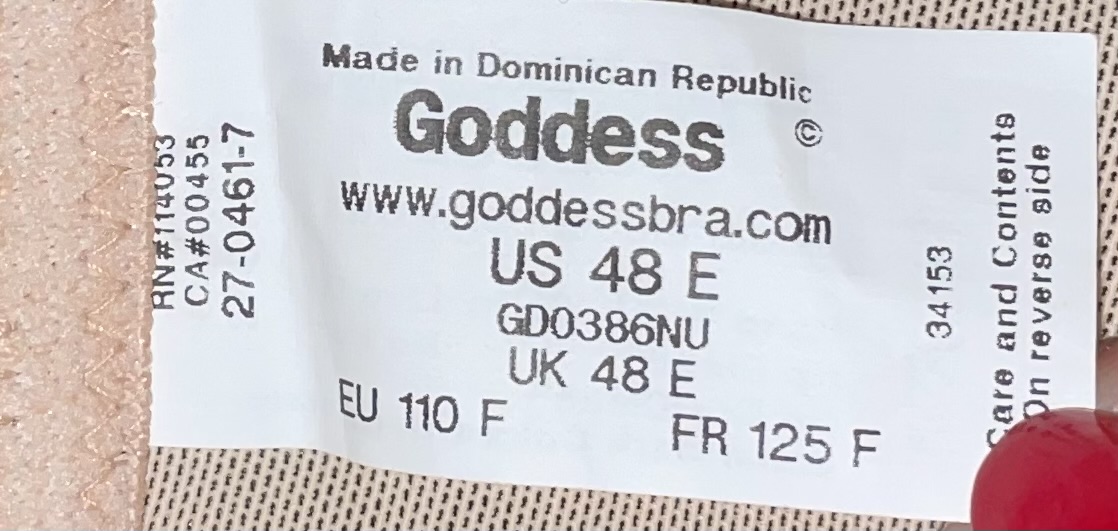 Made in Dominican Republic
Goddess ©
www.goddessbra.com
US 48 E
GD0386NU
UK 48 E
EU 110 F FR 125 F
RN#114053
CA#00455
27-0461-7
34153
Care and Contents
On reverse side